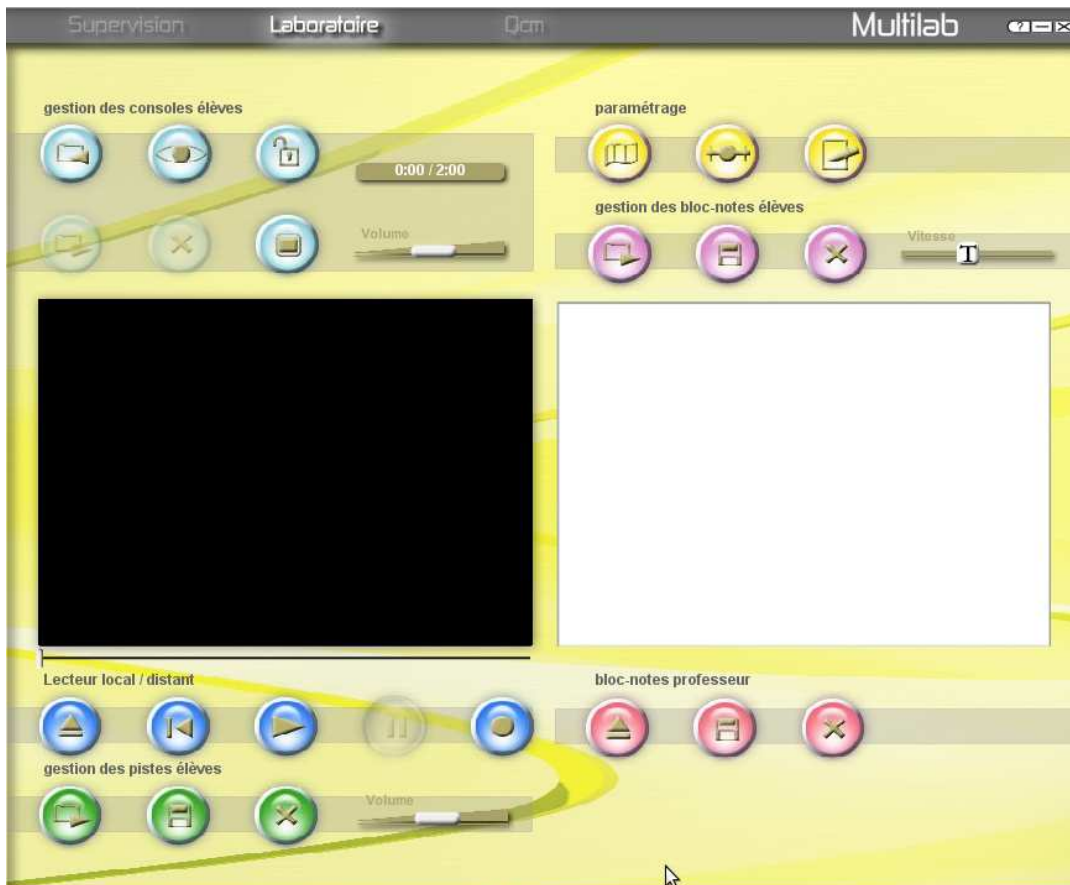 Supervision Laboratoire Qcm Multilab ?
gestion des consoles élèves
0:00 / 2:00
Volume
paramétrage
gestion des bloc-notes élèves
Vitesse
T
Lecteur local / distant
gestion des pistes élèves
Volume
bloc-notes professeur